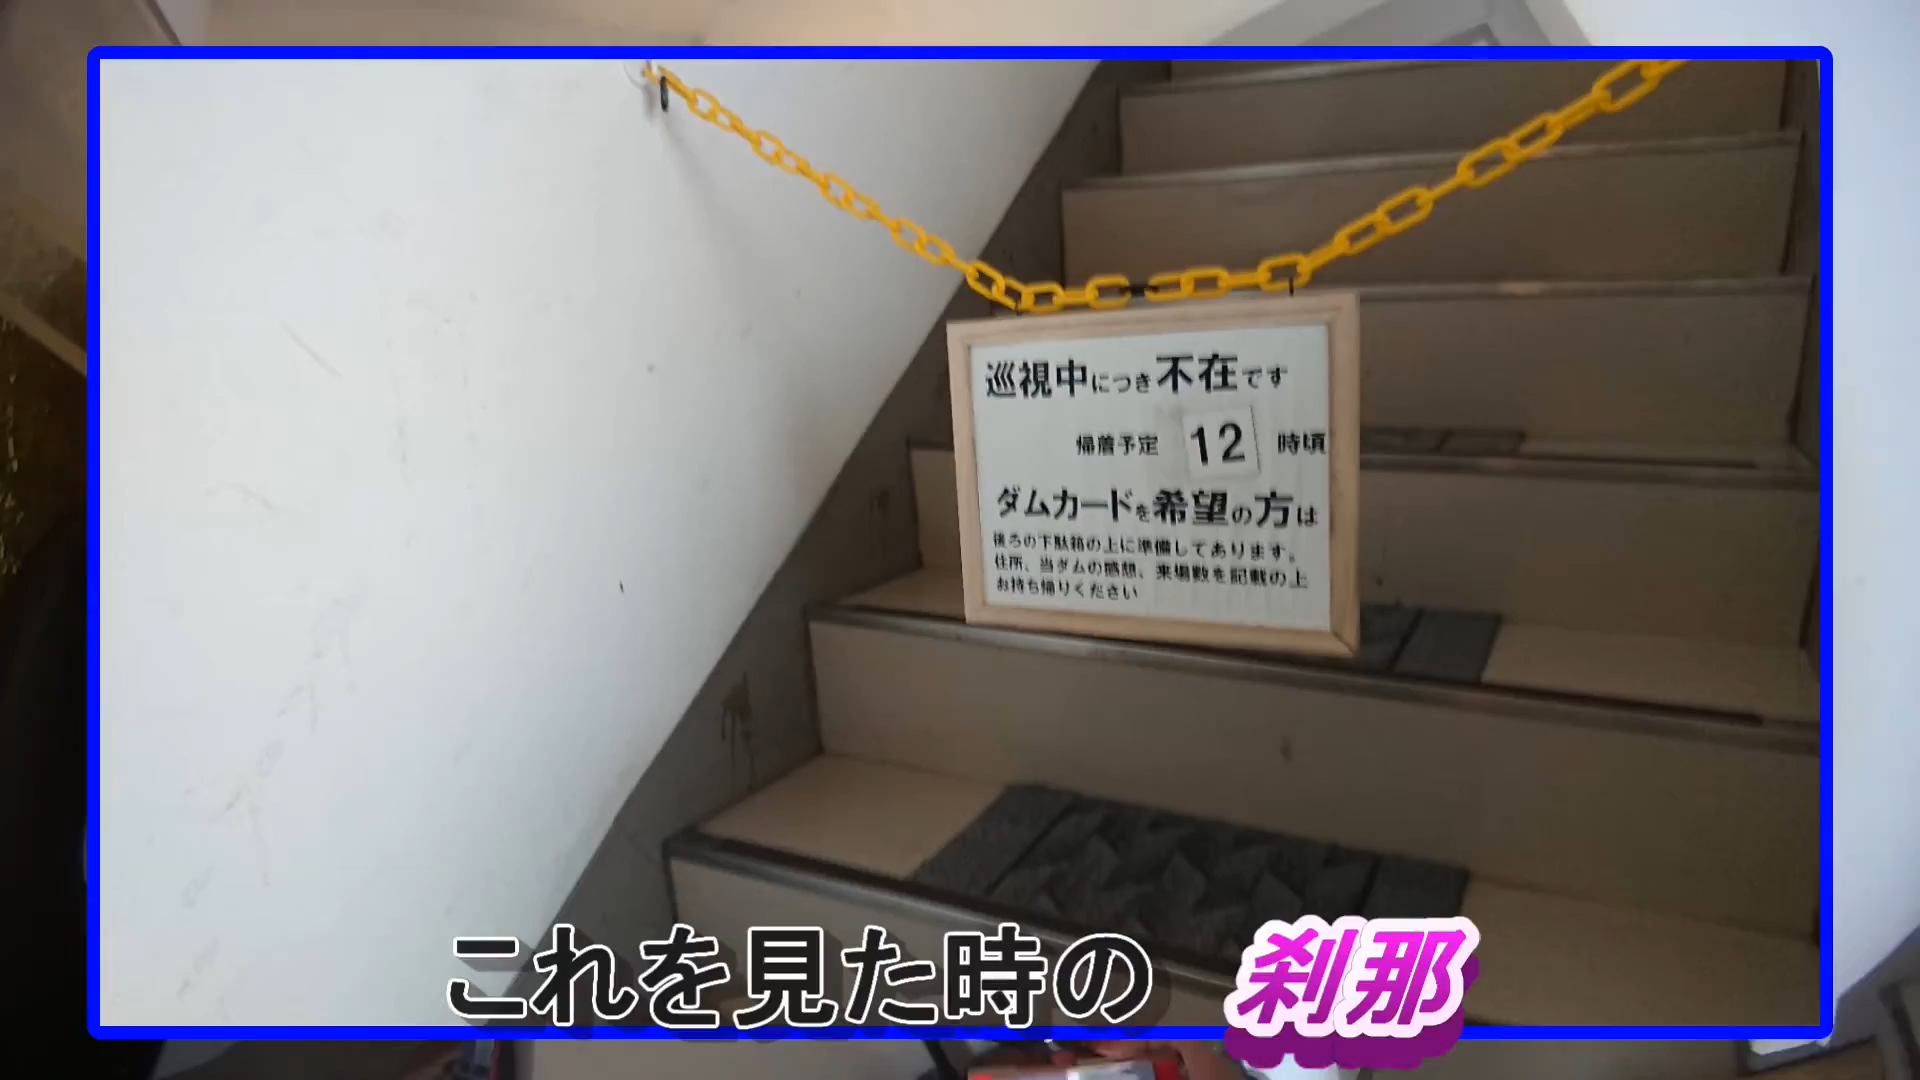 巡視中につき不在です
帰着予定 12 時頃
ダムカードを希望の方は
後ろの下駄箱の上に準備してあります。
住所、当ダムの感想、来場数を記載の上
お持ち帰りください
これを見た時の 刹那